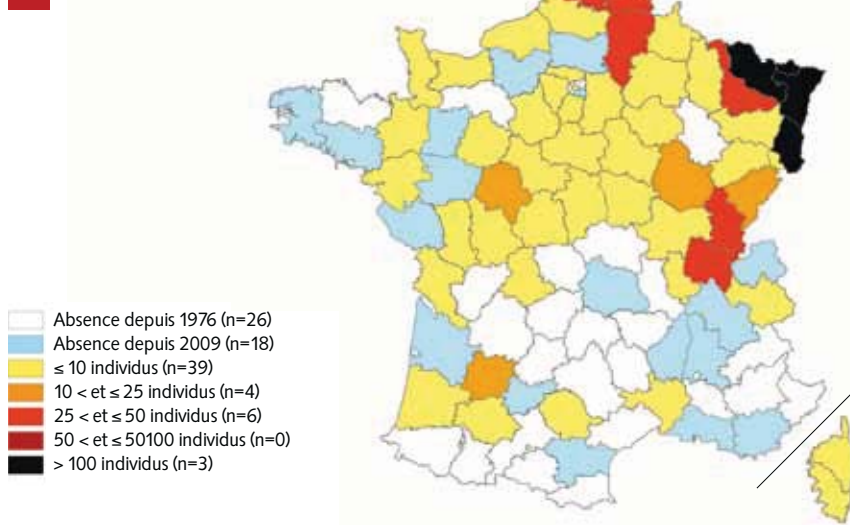 Absence depuis 1976 (n=26)
Absence depuis 2009 (n=18)
≤ 10 individus (n=39)
10 < et ≤ 25 individus (n=4)
25 < et ≤ 50 individus (n=6)
50 < et ≤ 50100 individus (n=0)
> 100 individus (n=3)